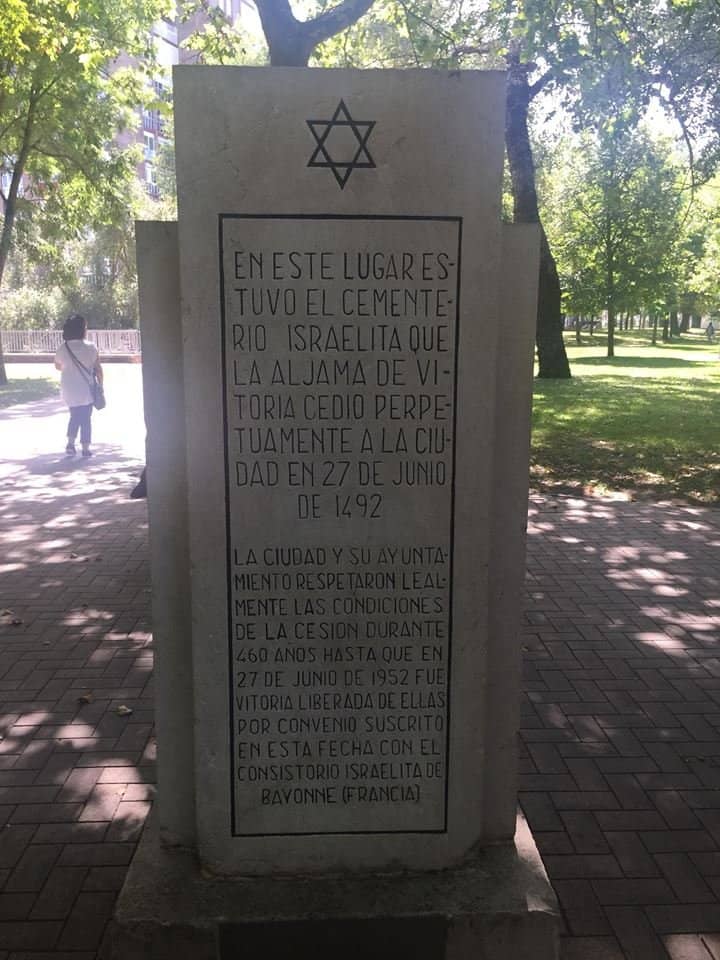 EN ESTE LUGAR ES-
TUVO EL CEMENTE-
RIO ISRAELITA QUE
LA ALJAMA DE VI-
TORIA CEDIO PERPE-
TUAMENTE A LA CIU-
DAD EN 27 DE JUNIO
DE 1492
LA CIUDAD Y SU AYUNTA-
MIENTO RESPETARON LEAL-
MENTE LAS CONDICIONES
DE LA CESION DURANTE
460 AÑOS HASTA QUE EN
27 DE JUNIO DE 1952 FUE
VITORIA LIBERADA DE ELLAS
POR CONVENIO SUSCRITO
EN ESTA FECHA CON EL
CONSISTORIO ISRAELITA DE
BAYONNE (FRANCIA)